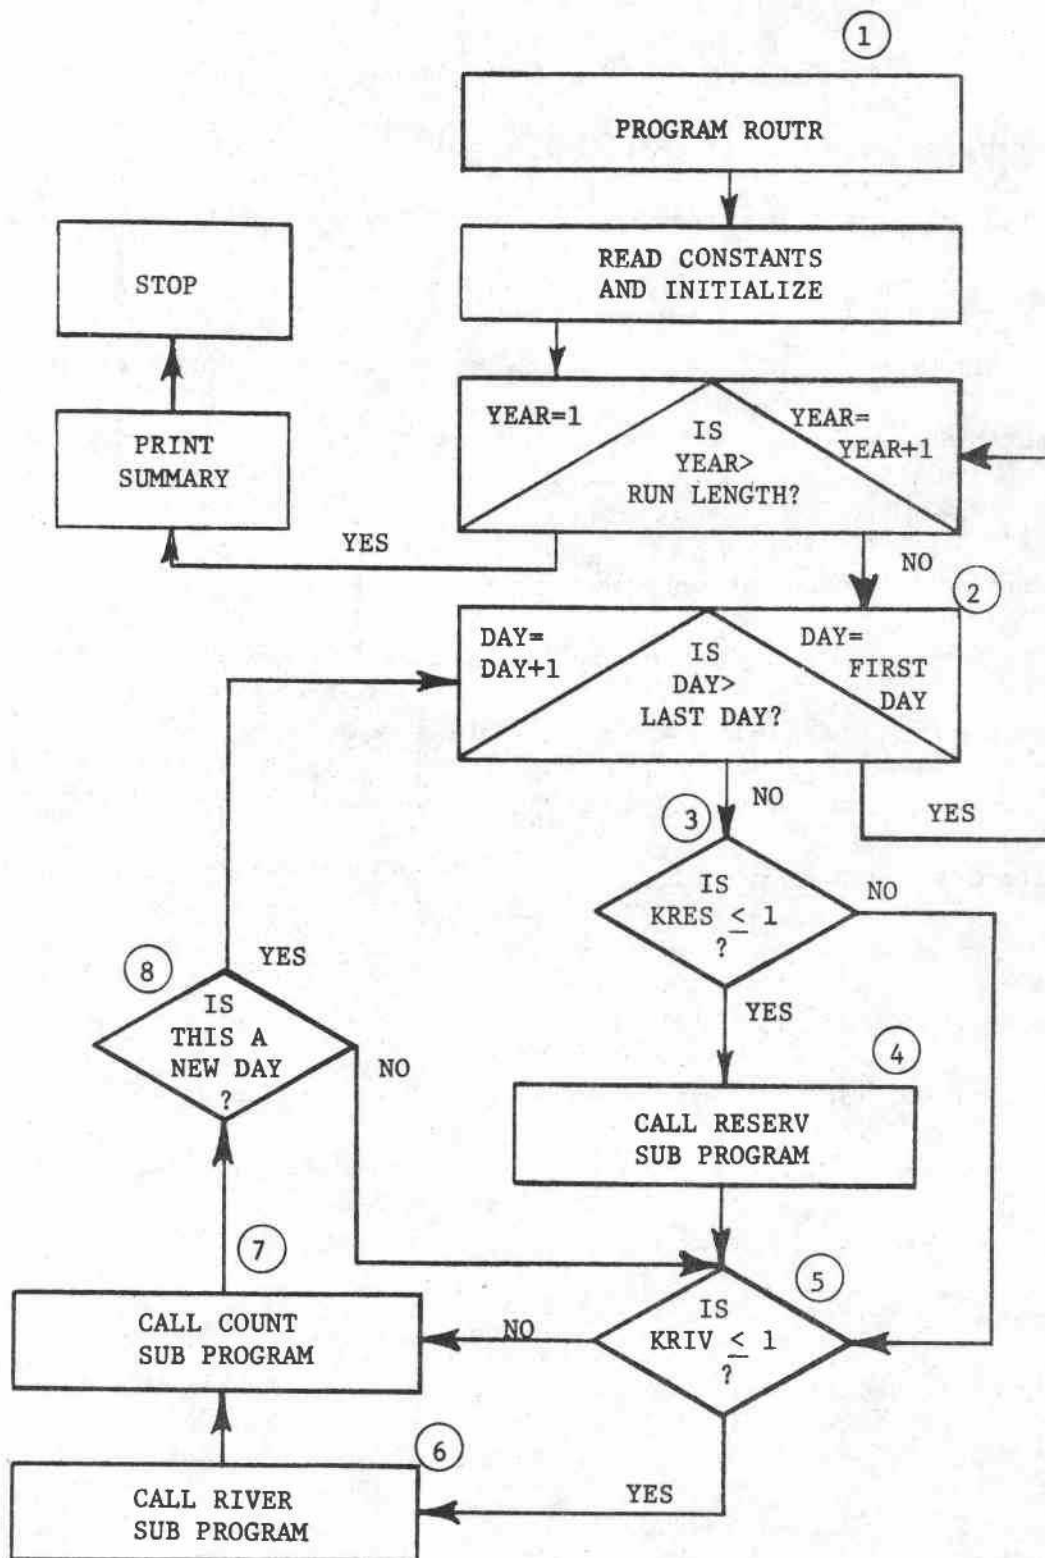 1
PROGRAM ROUTR
READ CONSTANTS
AND INITIALIZE
STOP
PRINT
SUMMARY
YEAR=1
IS
YEAR>
RUN LENGTH?
YEAR=
YEAR+1
YES
NO
2
DAY=
DAY+1
IS
DAY>
LAST DAY?
DAY=
FIRST
DAY
NO
YES
3
IS
KRES ≤ 1
?
NO
YES
4
CALL RESERV
SUB PROGRAM
8
YES
IS
THIS A
NEW DAY
?
NO
5
IS
KRIV ≤ 1
?
NO
YES
7
CALL COUNT
SUB PROGRAM
6
CALL RIVER
SUB PROGRAM